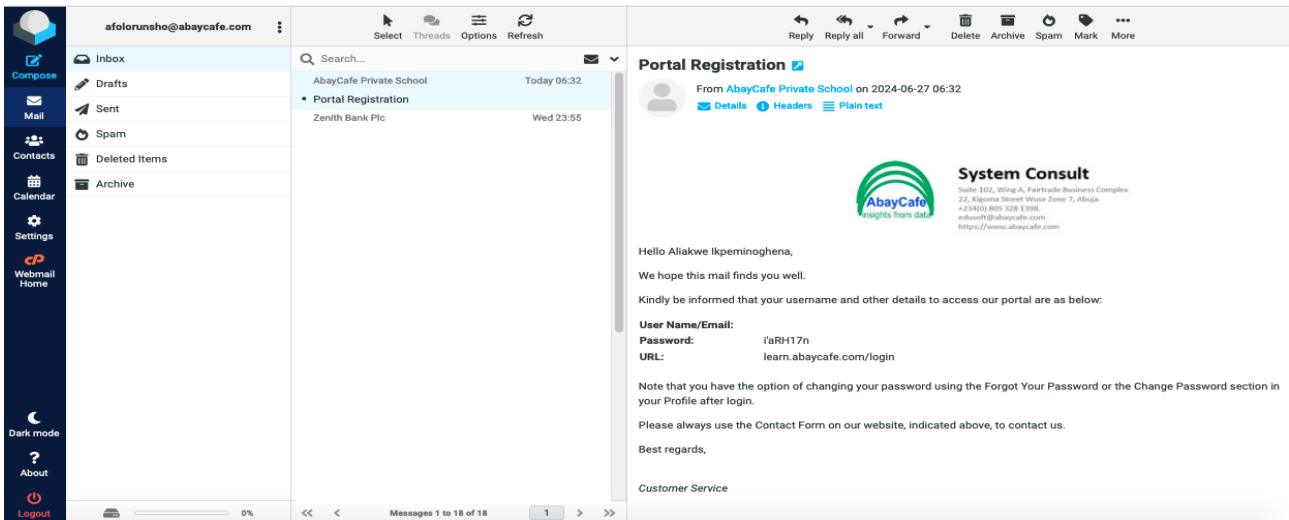 afolorunsho@abaycafe.com
Select Threads Options Refresh
Reply Reply all Forward Delete Archive Spam Mark More
Compose
Mail
Contacts
Calendar
Settings
cP
Webmail
Home
Dark mode
About
Logout
Inbox
Drafts
Sent
Spam
Deleted Items
Archive
0%
Search...
AbayCafe Private School Today 06:32
• Portal Registration
Zenith Bank Plc Wed 23:55
Messages 1 to 18 of 18 1
Portal Registration
From AbayCafe Private School on 2024-06-27 06:32
Details Headers Plain text
AbayCafe
insights from data
System Consult
Suite 102, Wing A, Fairtrade Business Complex
22, Kigoma Street Wuse Zone 7, Abuja
+234(0) 805 328 1398.
edusoft@abaycafe.com
https://www.abaycafe.com
Hello Aliakwe Ikpeminoghena,
We hope this mail finds you well.
Kindly be informed that your username and other details to access our portal are as below:
User Name/Email:
Password: i'aRH17n
URL: learn.abaycafe.com/login
Note that you have the option of changing your password using the Forgot Your Password or the Change Password section in
your Profile after login.
Please always use the Contact Form on our website, indicated above, to contact us.
Best regards,
Customer Service